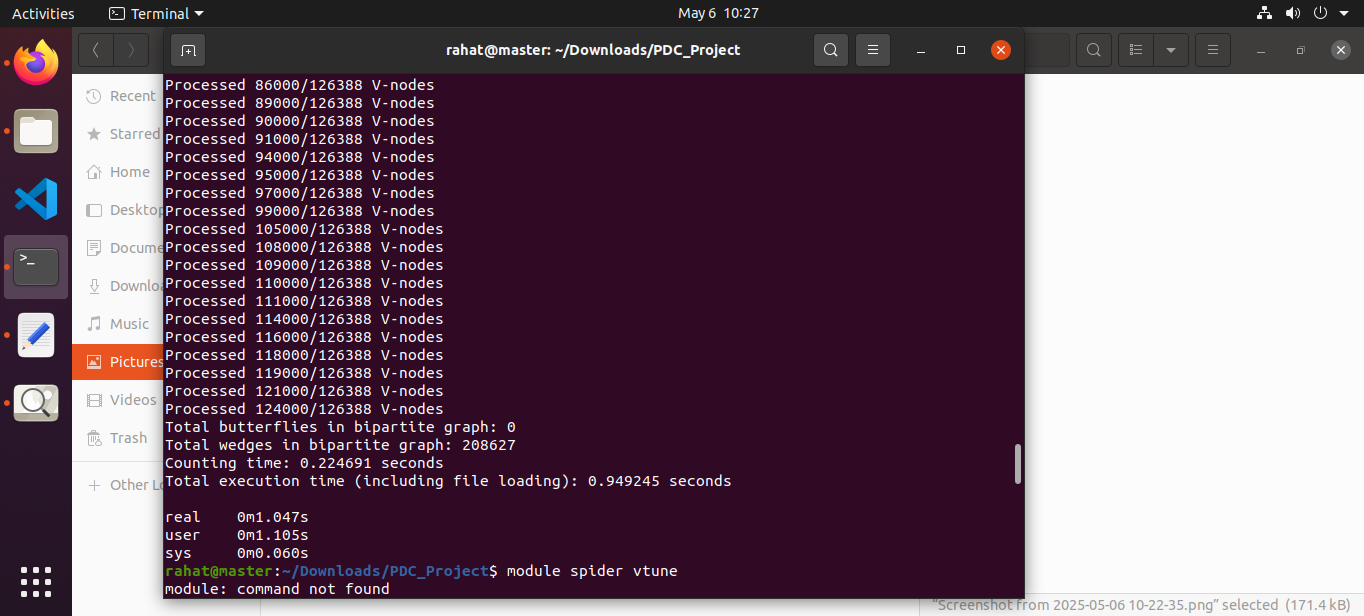 Activities
Terminal
May 6 10:27
rahat@master: ~/Downloads/PDC_Project
Recent
Starred
Home
Desktop
Docume
Downloa
Music
Pictures
Videos
Trash
+ Other Lo
Processed 86000/126388 V-nodes
Processed 89000/126388 V-nodes
Processed 90000/126388 V-nodes
Processed 91000/126388 V-nodes
Processed 94000/126388 V-nodes
Processed 95000/126388 V-nodes
Processed 97000/126388 V-nodes
Processed 99000/126388 V-nodes
Processed 105000/126388 V-nodes
Processed 108000/126388 V-nodes
Processed 109000/126388 V-nodes
Processed 110000/126388 V-nodes
Processed 111000/126388 V-nodes
Processed 114000/126388 V-nodes
Processed 116000/126388 V-nodes
Processed 118000/126388 V-nodes
Processed 119000/126388 V-nodes
Processed 121000/126388 V-nodes
Processed 124000/126388 V-nodes
Total butterflies in bipartite graph: 0
Total wedges in bipartite graph: 208627
Counting time: 0.224691 seconds
Total execution time (including file loading): 0.949245 seconds
real 0m1.047s
user 0m1.105s
sys 0m0.060s
rahat@master:~/Downloads/PDC_Project$ module spider vtune
module: command not found
"Screenshot from 2025-05-06 10-22-35.png" selected (171.4 kB)